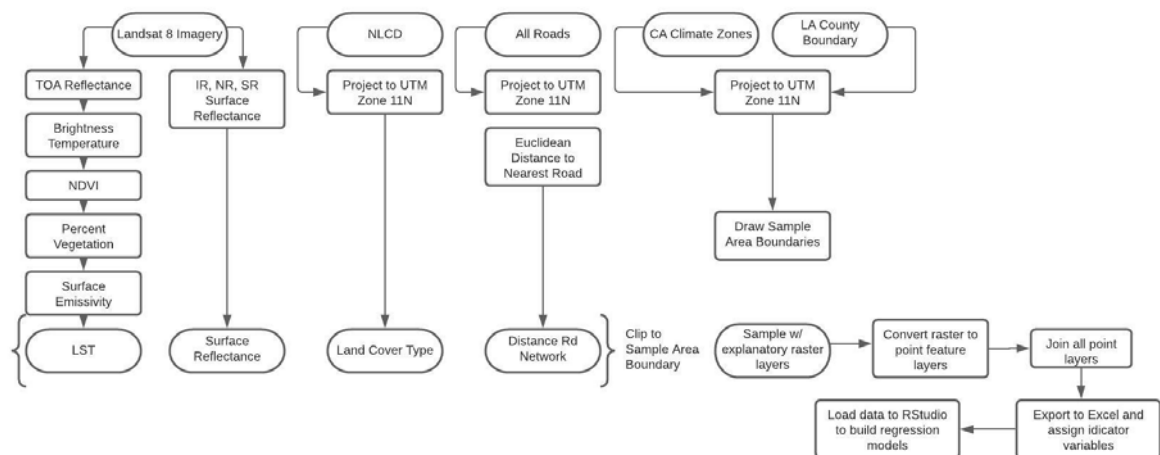 Landsat 8 Imagery
NLCD
All Roads
CA Climate Zones
LA County
Boundary
TOA Reflectance
IR, NR, SR
Surface
Reflectance
Project to UTM
Zone 11N
Project to UTM
Zone 11N
Project to UTM
Zone 11N
Brightness
Temperature
Euclidean
Distance to
Nearest Road
NDVI
Percent
Vegetation
Draw Sample
Area Boundaries
Surface
Emissivity
LST
Surface
Reflectance
Land Cover Type
Distance Rd
Network
Clip to
Sample Area
Boundary
Sample w/
explanatory raster
layers
Convert raster to
point feature
layers
Join all point
layers
Load data to RStudio
to build regression
models
Export to Excel and
assign idicator
variables